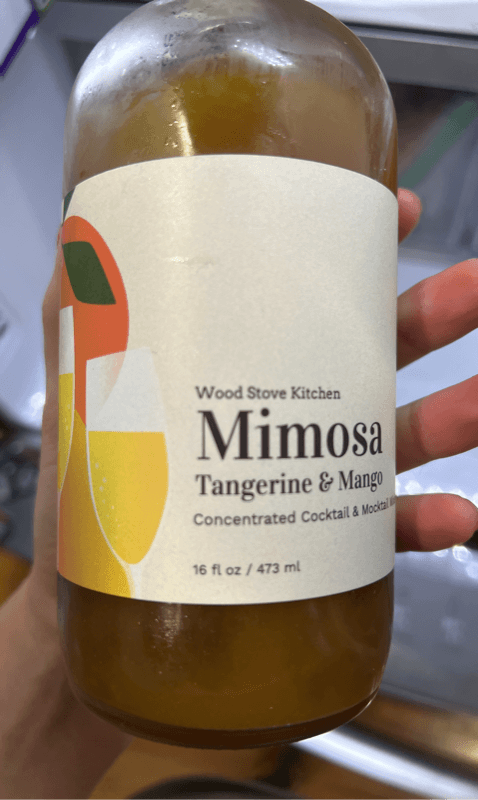 Wood Stove Kitchen
Mimosa
Tangerine & Mango
Concentrated Cocktail & Mocktail
16 fl oz / 473 ml